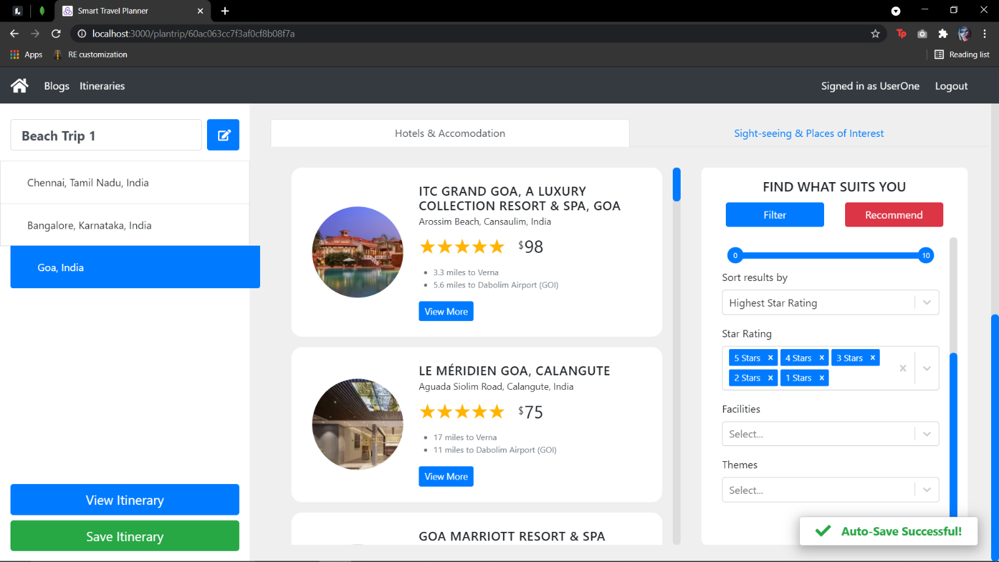 Smart Travel Planner
localhost:3000/plantrip/60ac063cc7f3af0cf8b08f7a
Tp
Apps
RE customization
Reading list
Blogs
Itineraries
Signed in as UserOne
Logout
Beach Trip 1
Chennai, Tamil Nadu, India
Bangalore, Karnataka, India
Goa, India
View Itinerary
Save Itinerary
Hotels & Accomodation
Sight-seeing & Places of Interest
ITC GRAND GOA, A LUXURY
COLLECTION RESORT & SPA, GOA
Arossim Beach, Cansaulim, India
$98
3.3 miles to Verna
5.6 miles to Dabolim Airport (GOI)
View More
LE MÉRIDIEN GOA, CALANGUTE
Aguada Siolim Road, Calangute, India
$75
17 miles to Verna
11 miles to Dabolim Airport (GOI)
View More
GOA MARRIOTT RESORT & SPA
FIND WHAT SUITS YOU
Filter
Recommend
0
10
Sort results by
Highest Star Rating
Star Rating
5 Stars
4 Stars
3 Stars
2 Stars
1 Stars
Facilities
Select...
Themes
Select...
Auto-Save Successful!